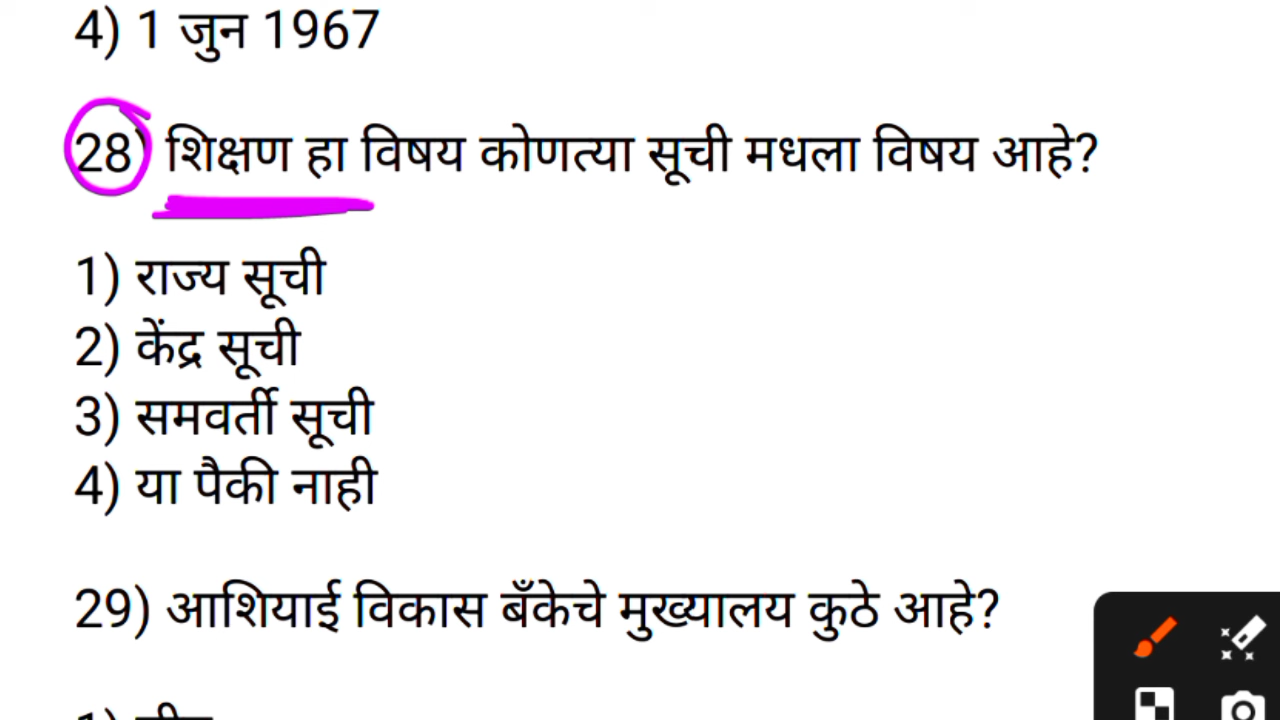 4) 1 जुन 1967
28) शिक्षण हा विषय कोणत्या सूची मधला विषय आहे?
1) राज्य सूची
2) केंद्र सूची
3) समवर्ती सूची
4) या पैकी नाही
29) आशियाई विकास बँकेचे मुख्यालय कुठे आहे?